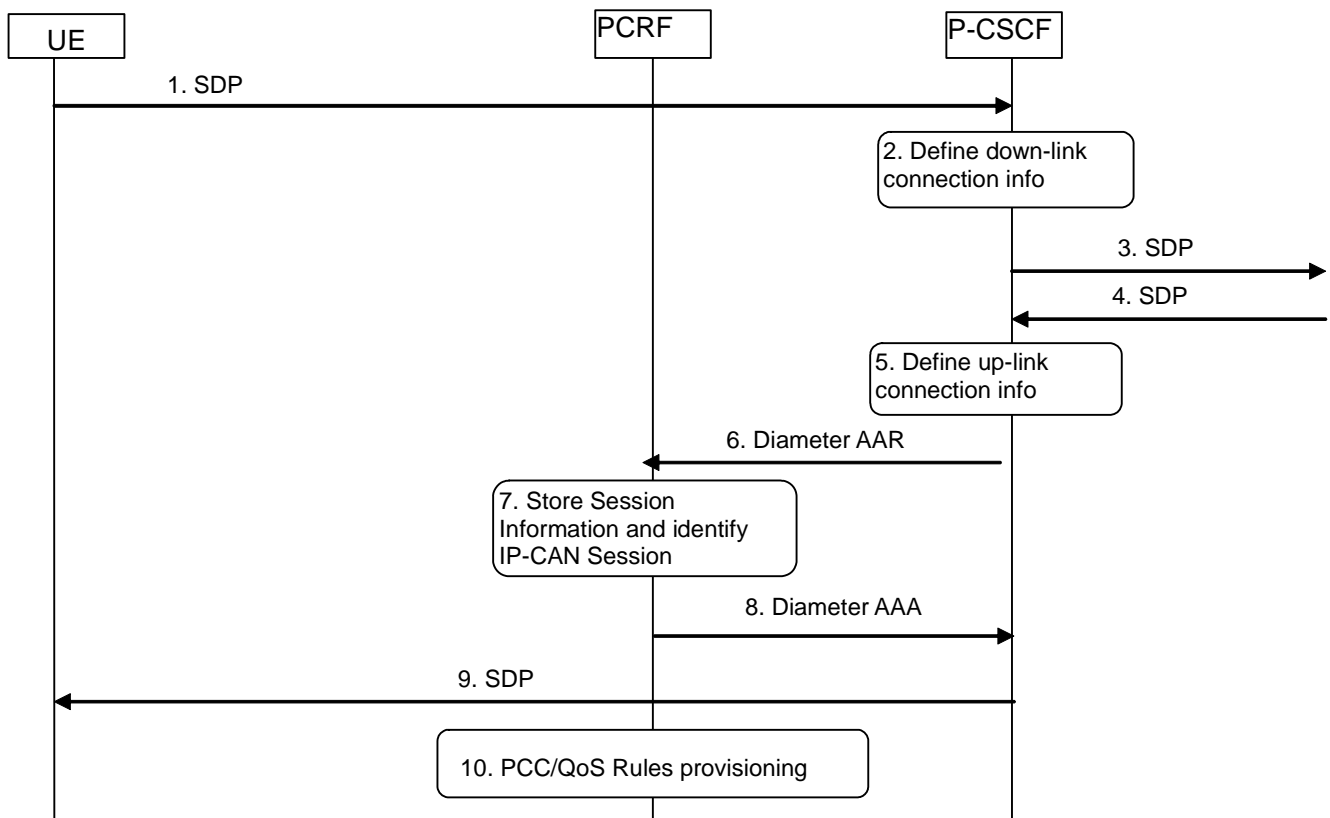 UE
PCRF
P-CSCF
1. SDP
2. Define down-link
connection info
3. SDP
4. SDP
5. Define up-link
connection info
6. Diameter AAR
7. Store Session
Information and identify
IP-CAN Session
8. Diameter AAA
9. SDP
10. PCC/QoS Rules provisioning